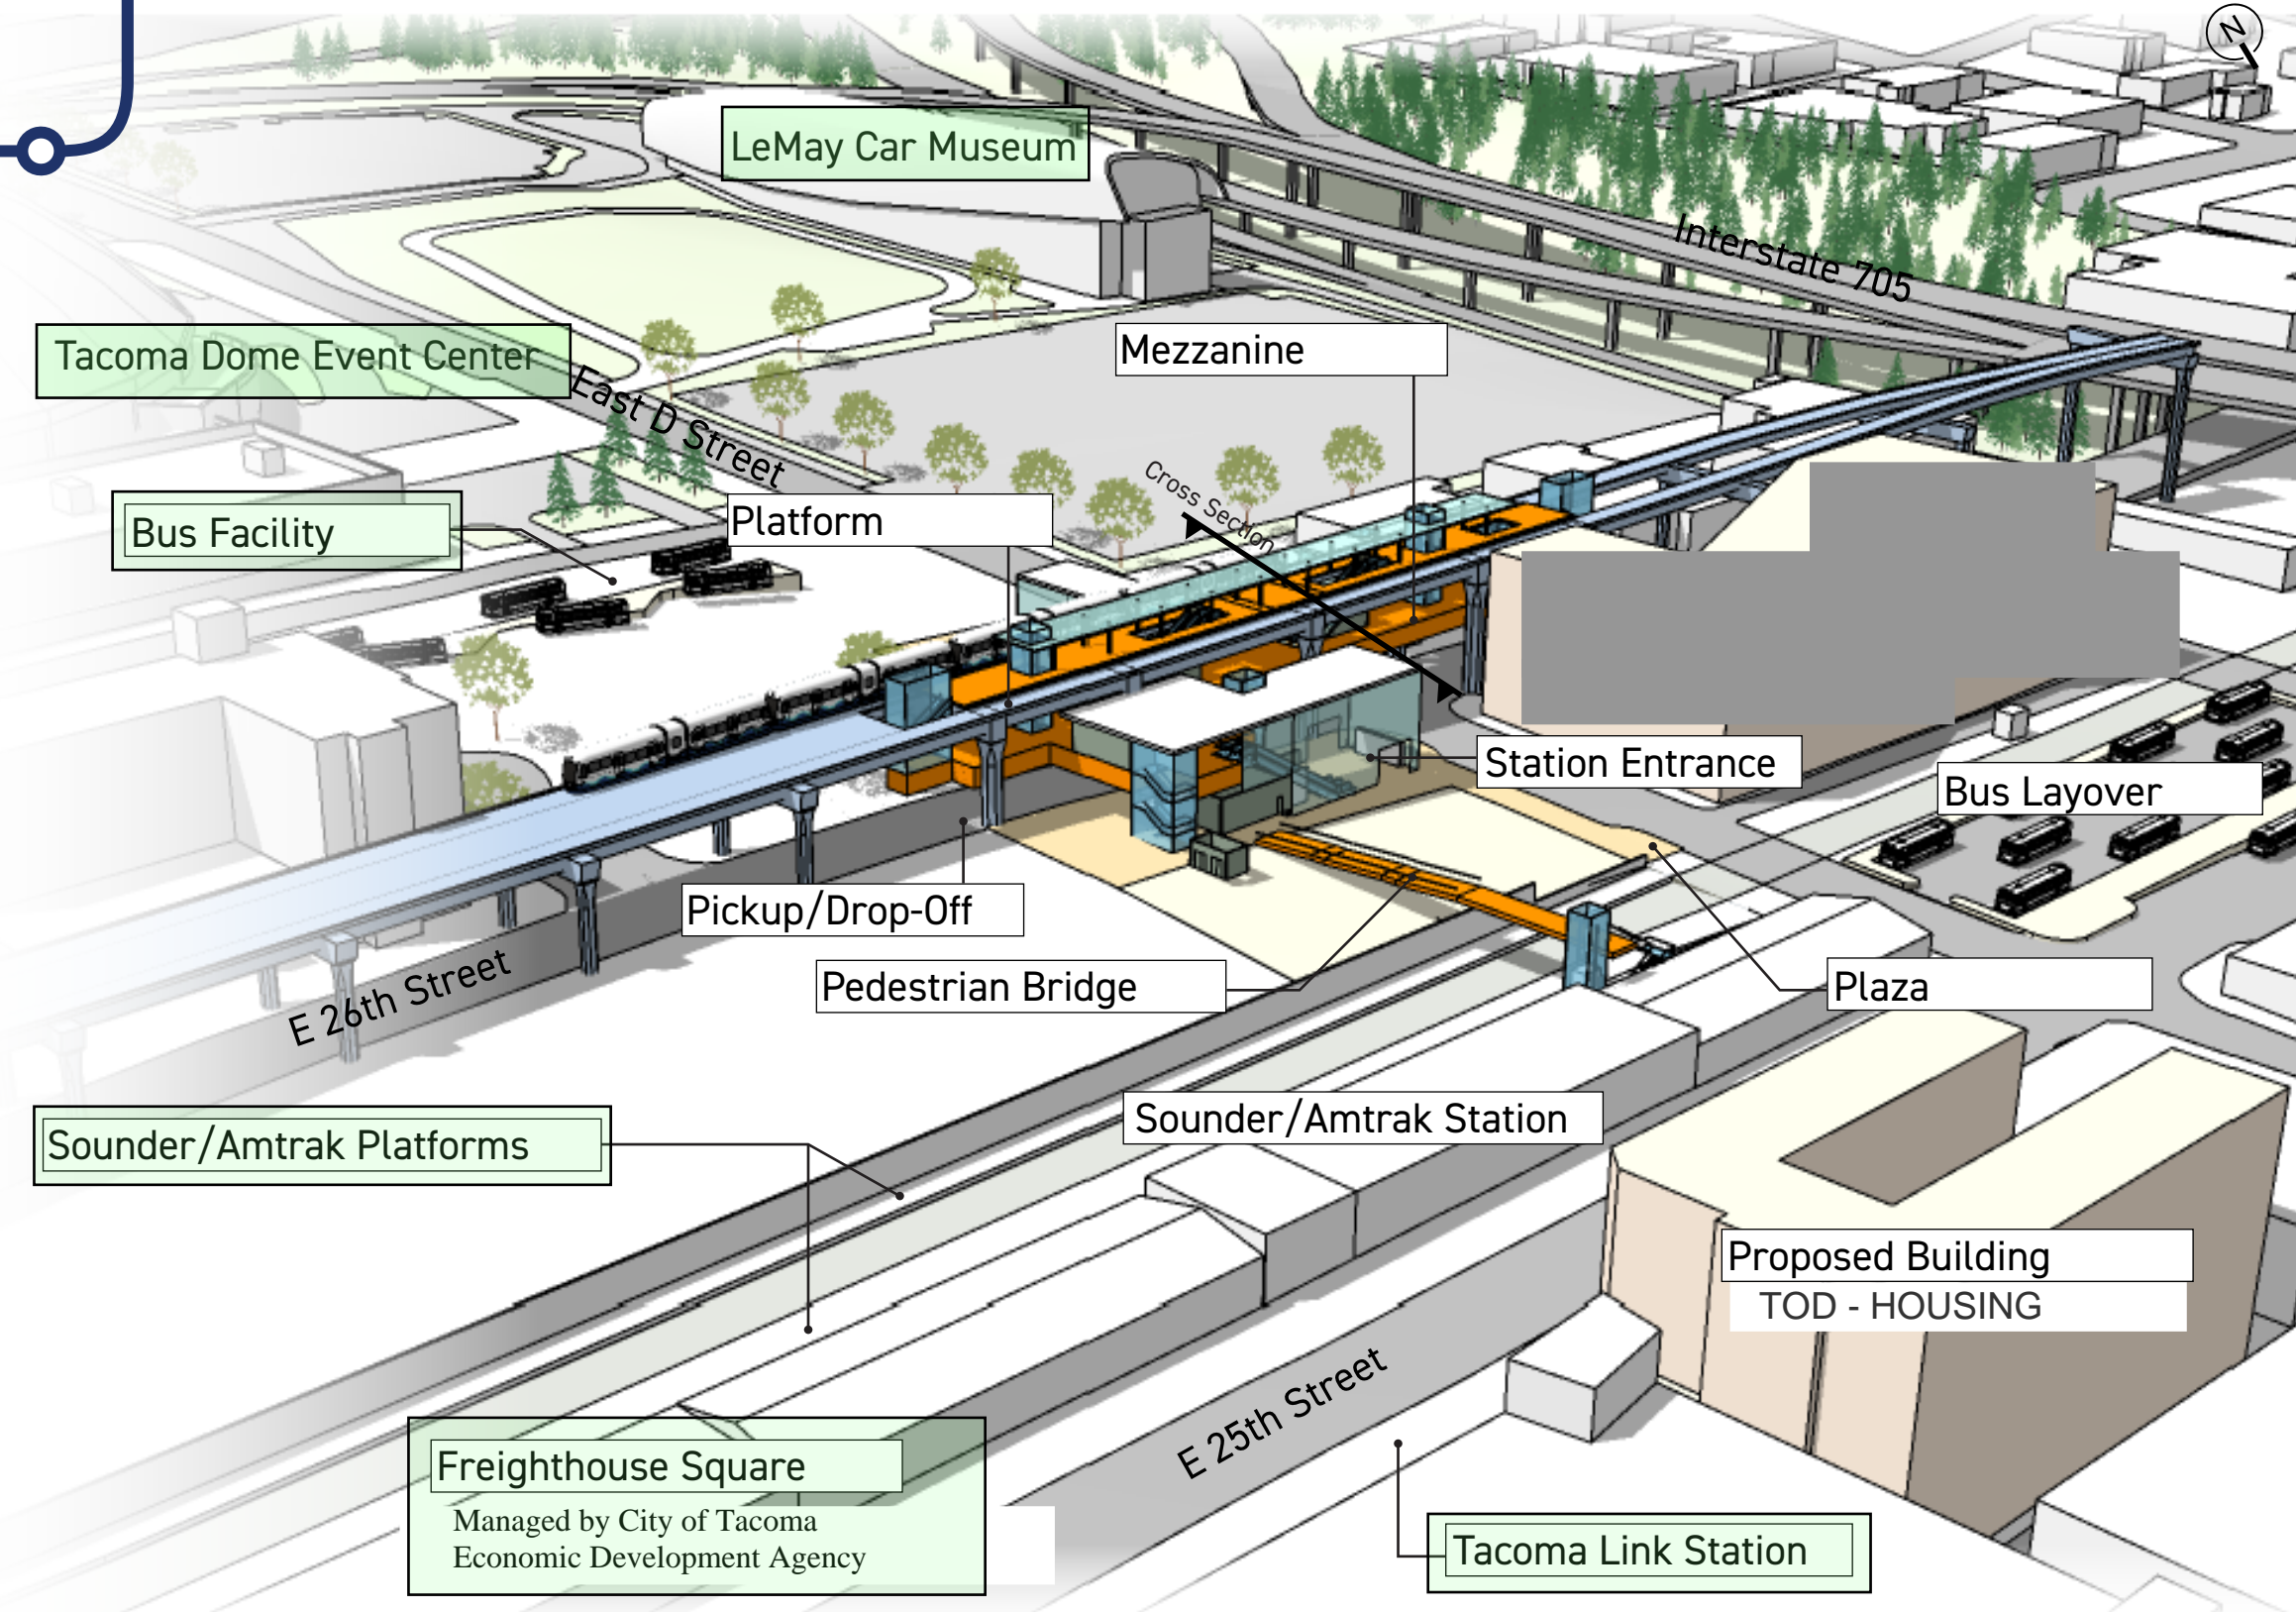 N
LeMay Car Museum
Interstate 705
Tacoma Dome Event Center
Mezzanine
East D Street
Cross Section
Bus Facility
Platform
Station Entrance
Bus Layover
Pickup/Drop-Off
Pedestrian Bridge
Plaza
E 26th Street
Sounder/Amtrak Platforms
Sounder/Amtrak Station
Proposed Building
TOD - HOUSING
E 25th Street
Freighthouse Square
Managed by City of Tacoma
Economic Development Agency
Tacoma Link Station